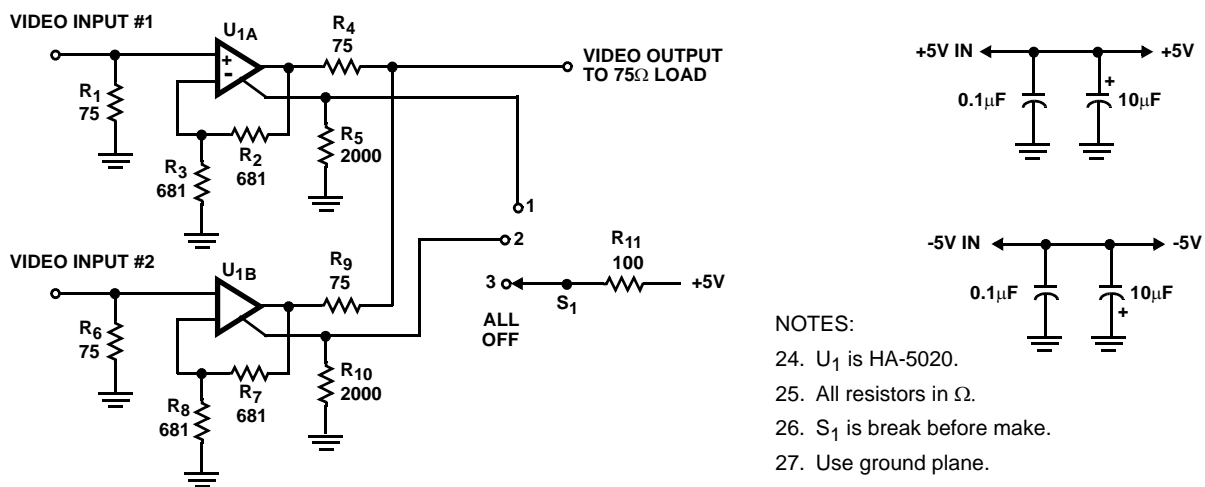 VIDEO INPUT #1
U1A
+
-
R4
75
VIDEO OUTPUT
TO 75Ω LOAD
R1
75
R2
681
R3
681
R5
2000
1
2
3
ALL
OFF
S1
R11
100
+5V
VIDEO INPUT #2
U1B
R9
75
R6
75
R7
681
R8
681
R10
2000
+5V IN
+5V
0.1μF
+
10μF
-5V IN
-5V
0.1μF
10μF
+
NOTES:
24. U1 is HA-5020.
25. All resistors in Ω.
26. S1 is break before make.
27. Use ground plane.